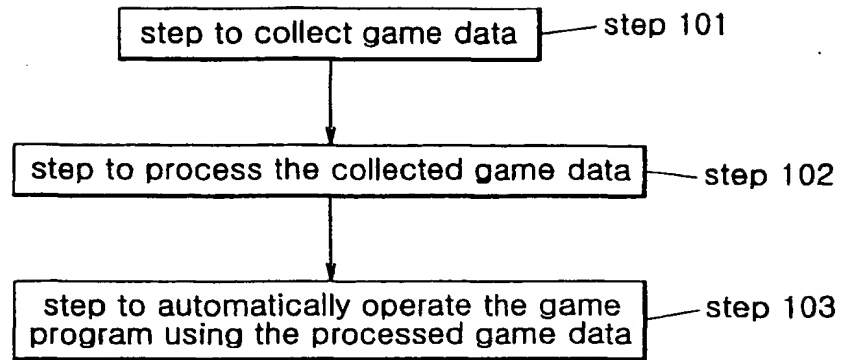 step to collect game data
step 101
step to process the collected game data
step 102
step to automatically operate the game
program using the processed game data
step 103